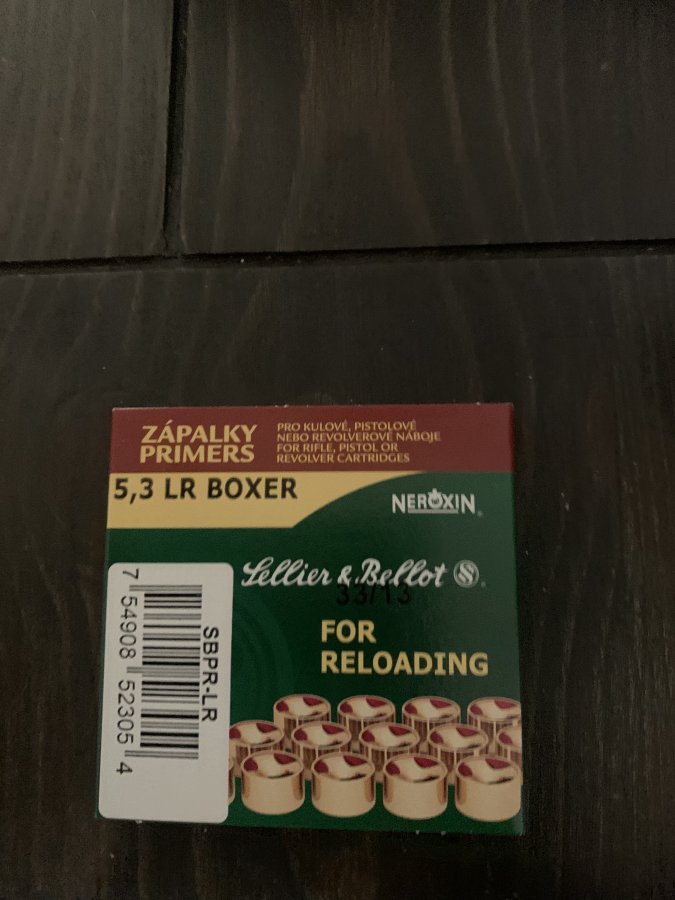 ZÁPALKY
PRIMERS
PRO KULOVÉ, PISTOLOVÉ
NEBO REVOLVEROVÉ NÁBOJE
FOR RIFLE, PISTOL OR
REVOLVER CARTRIDGES
5,3 LR BOXER
NEROXIN®
Sellier & Bellot S&B®
33/13
FOR
RELOADING
SBPR-LR
7 54908 52305 4